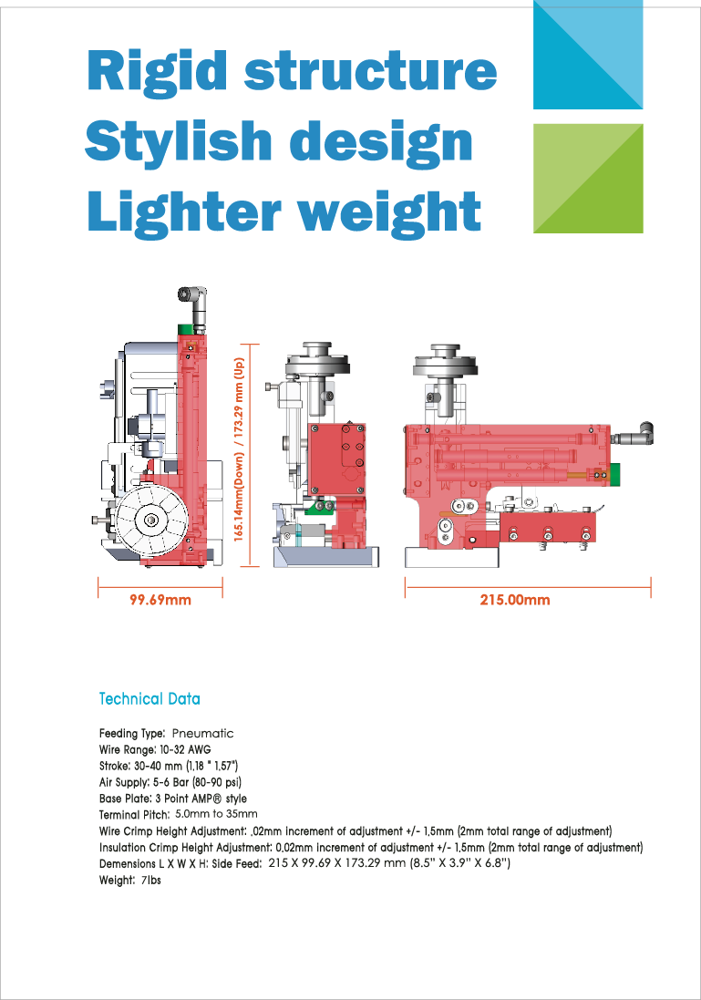 Rigid structure
Stylish design
Lighter weight
165.14mm(Down) / 173.29 mm (Up)
99.69mm
215.00mm
Technical Data
Feeding Type: Pneumatic
Wire Range: 10-32 AWG
Stroke: 30-40 mm (1.18 " 1.57")
Air Supply: 5-6 Bar (80-90 psi)
Base Plate: 3 Point AMP® style
Terminal Pitch: 5.0mm to 35mm
Wire Crimp Height Adjustment: .02mm increment of adjustment +/- 1.5mm (2mm total range of adjustment)
Insulation Crimp Height Adjustment: 0.02mm increment of adjustment +/- 1.5mm (2mm total range of adjustment)
Demensions L X W X H: Side Feed: 215 X 99.69 X 173.29 mm (8.5” X 3.9” X 6.8”)
Weight: 7lbs